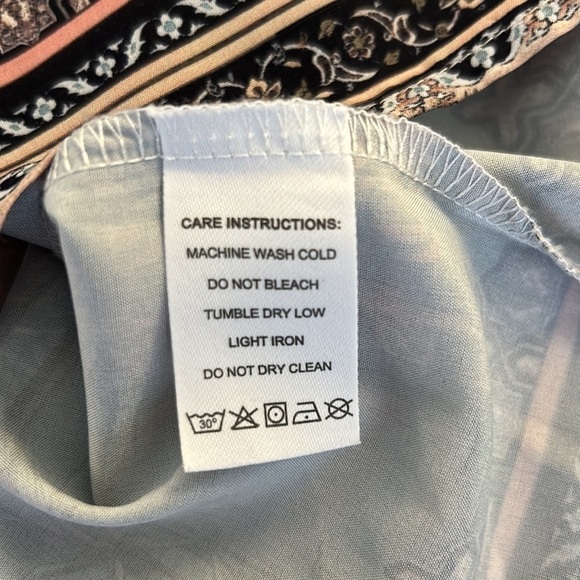 CARE INSTRUCTIONS:
MACHINE WASH COLD
DO NOT BLEACH
TUMBLE DRY LOW
LIGHT IRON
DO NOT DRY CLEAN
30°